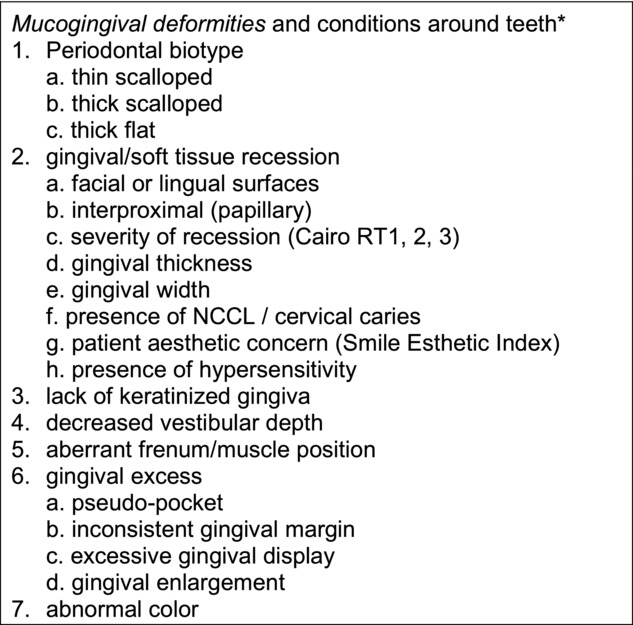 Mucogingival deformities and conditions around teeth*
1. Periodontal biotype
a. thin scalloped
b. thick scalloped
c. thick flat
2. gingival/soft tissue recession
a. facial or lingual surfaces
b. interproximal (papillary)
c. severity of recession (Cairo RT1, 2, 3)
d. gingival thickness
e. gingival width
f. presence of NCCL / cervical caries
g. patient aesthetic concern (Smile Esthetic Index)
h. presence of hypersensitivity
3. lack of keratinized gingiva
4. decreased vestibular depth
5. aberrant frenum/muscle position
6. gingival excess
a. pseudo-pocket
b. inconsistent gingival margin
c. excessive gingival display
d. gingival enlargement
7. abnormal color